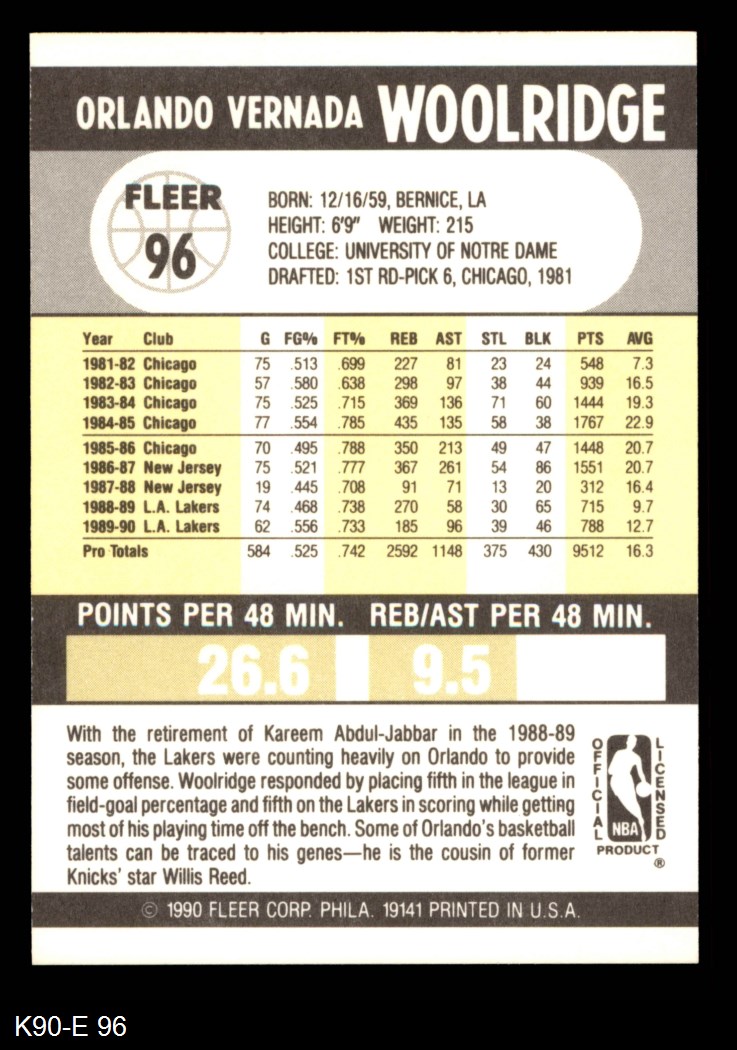 ORLANDO VERNADA WOOLRIDGE
FLEER
96
BORN: 12/16/59, BERNICE, LA
HEIGHT: 6'9" WEIGHT: 215
COLLEGE: UNIVERSITY OF NOTRE DAME
DRAFTED: 1ST RD-PICK 6, CHICAGO, 1981
Year Club G FG% FT% REB AST STL BLK PTS AVG
1981-82 Chicago 75 .513 .699 227 81 23 24 548 7.3
1982-83 Chicago 57 .580 .638 298 97 38 44 939 16.5
1983-84 Chicago 75 .525 .715 369 136 71 60 1444 19.3
1984-85 Chicago 77 .554 .785 435 135 58 38 1767 22.9
1985-86 Chicago 70 .495 .788 350 213 49 47 1448 20.7
1986-87 New Jersey 75 .521 .777 367 261 54 86 1551 20.7
1987-88 New Jersey 19 .445 .708 91 71 13 20 312 16.4
1988-89 L.A. Lakers 74 .468 .738 270 58 30 65 715 9.7
1989-90 L.A. Lakers 62 .556 .733 185 96 39 46 788 12.7
Pro Totals 584 .525 .742 2592 1148 375 430 9512 16.3
POINTS PER 48 MIN. REB/AST PER 48 MIN.
26.6 9.5
With the retirement of Kareem Abdul-Jabbar in the 1988-89
season, the Lakers were counting heavily on Orlando to provide
some offense. Woolridge responded by placing fifth in the league in
field-goal percentage and fifth on the Lakers in scoring while getting
most of his playing time off the bench. Some of Orlando's basketball
talents can be traced to his genes—he is the cousin of former
Knicks' star Willis Reed.
OFFICIAL
LICENSED
NBA
PRODUCT
®
© 1990 FLEER CORP. PHILA. 19141 PRINTED IN U.S.A.
K90-E 96